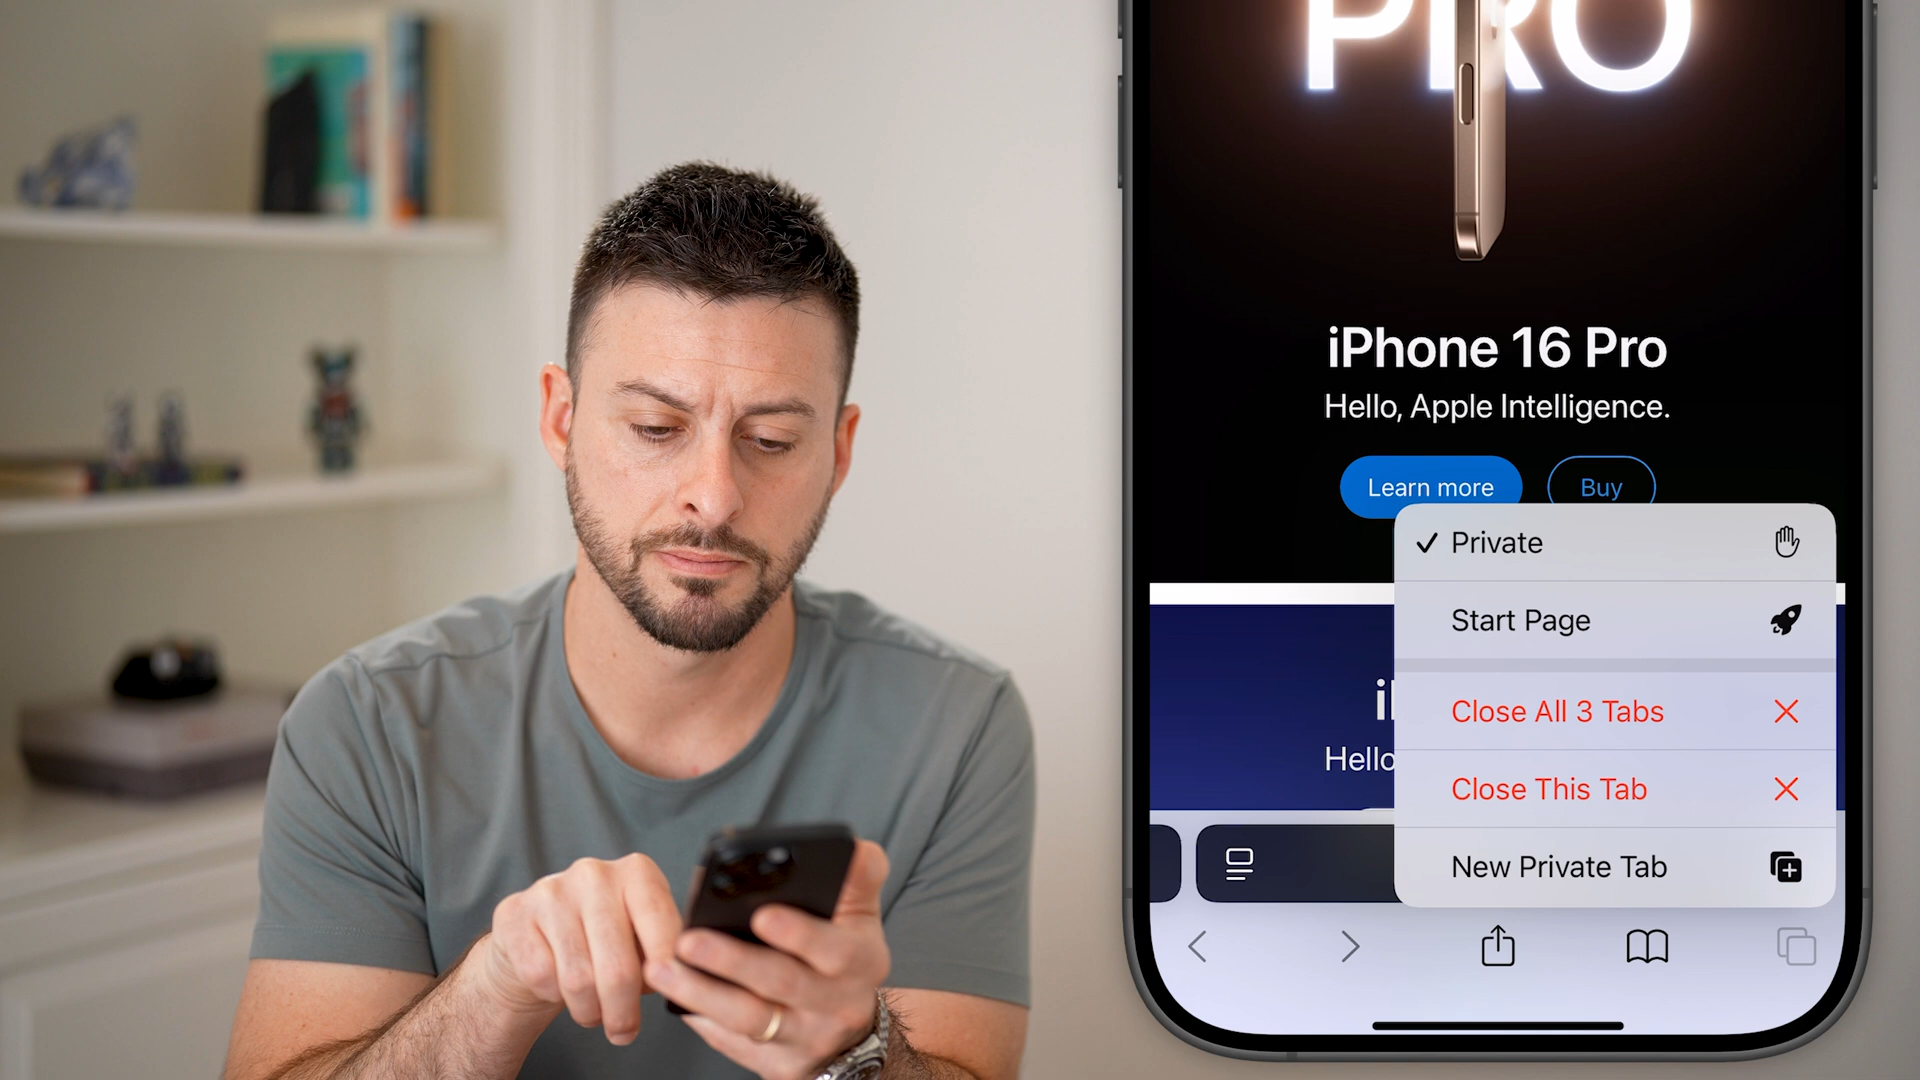 PRO
iPhone 16 Pro
Hello, Apple Intelligence.
Learn more
Buy
Private
Start Page
Close All 3 Tabs
Hello
Close This Tab
New Private Tab